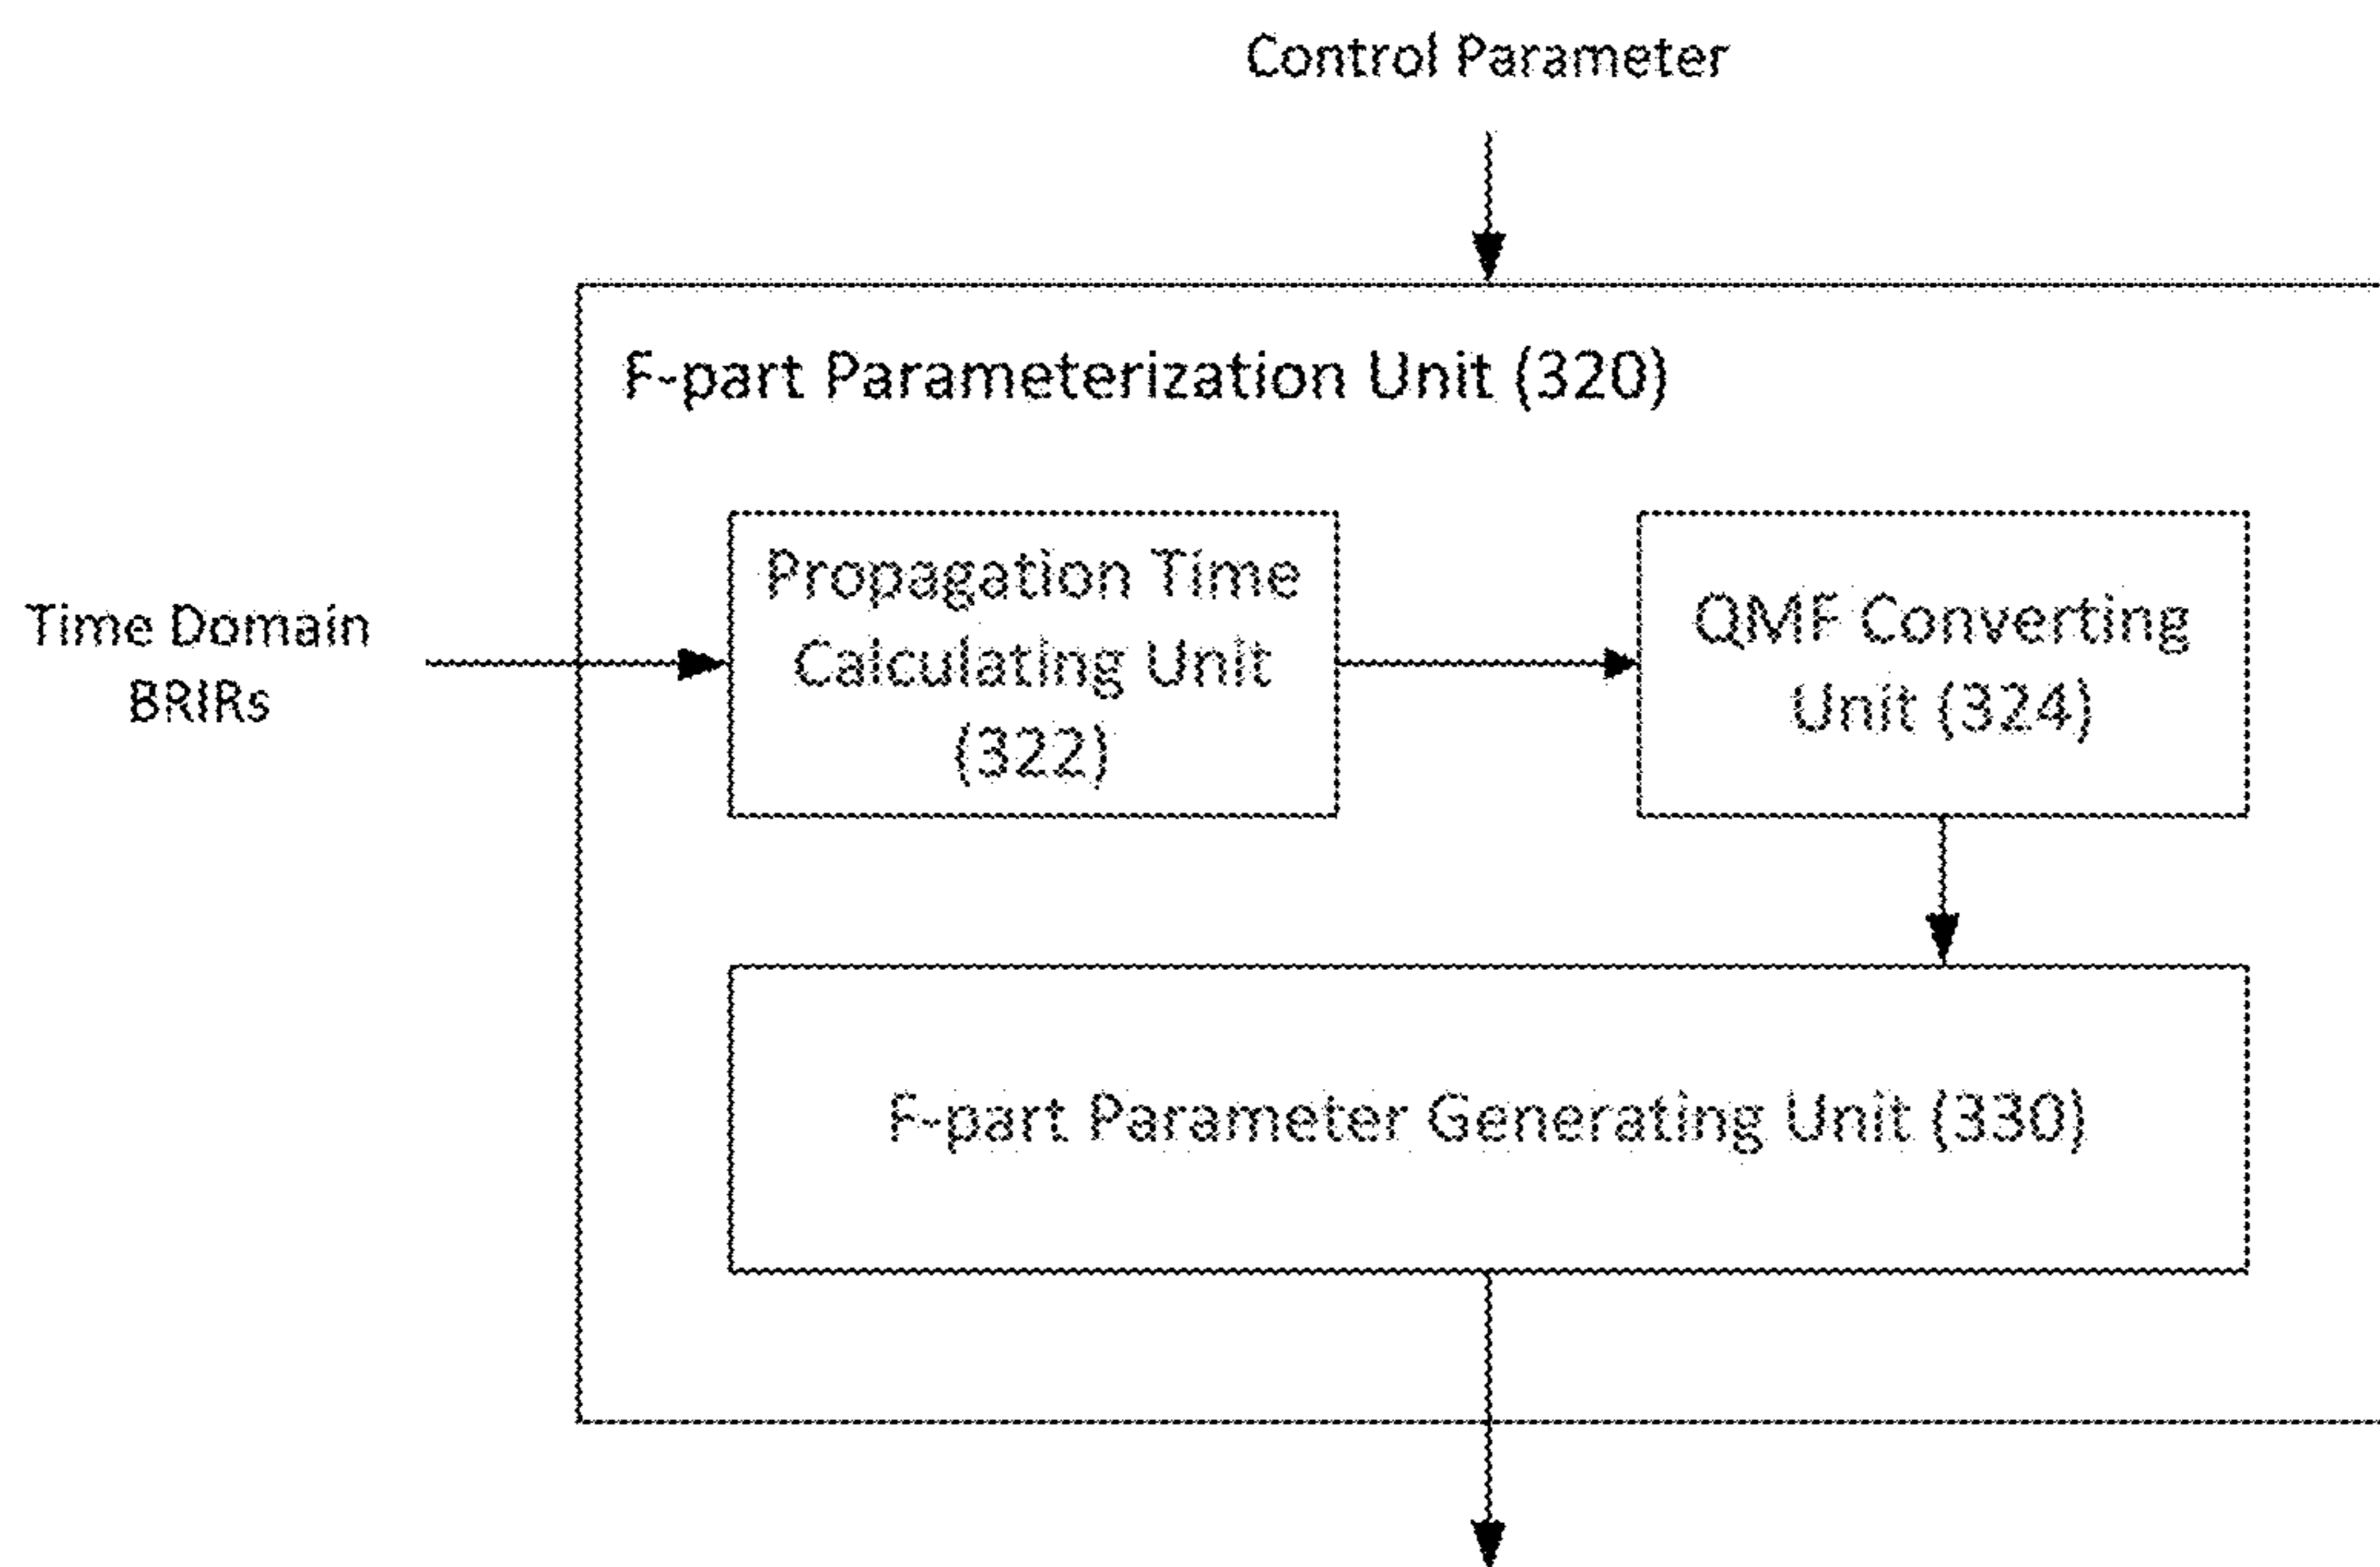 Control Parameter
F-part Parameterization Unit (320)
Time Domain
BRIRs
Propagation Time
Calculating Unit
(322)
QMF Converting
Unit (324)
F-part Parameter Generating Unit (330)